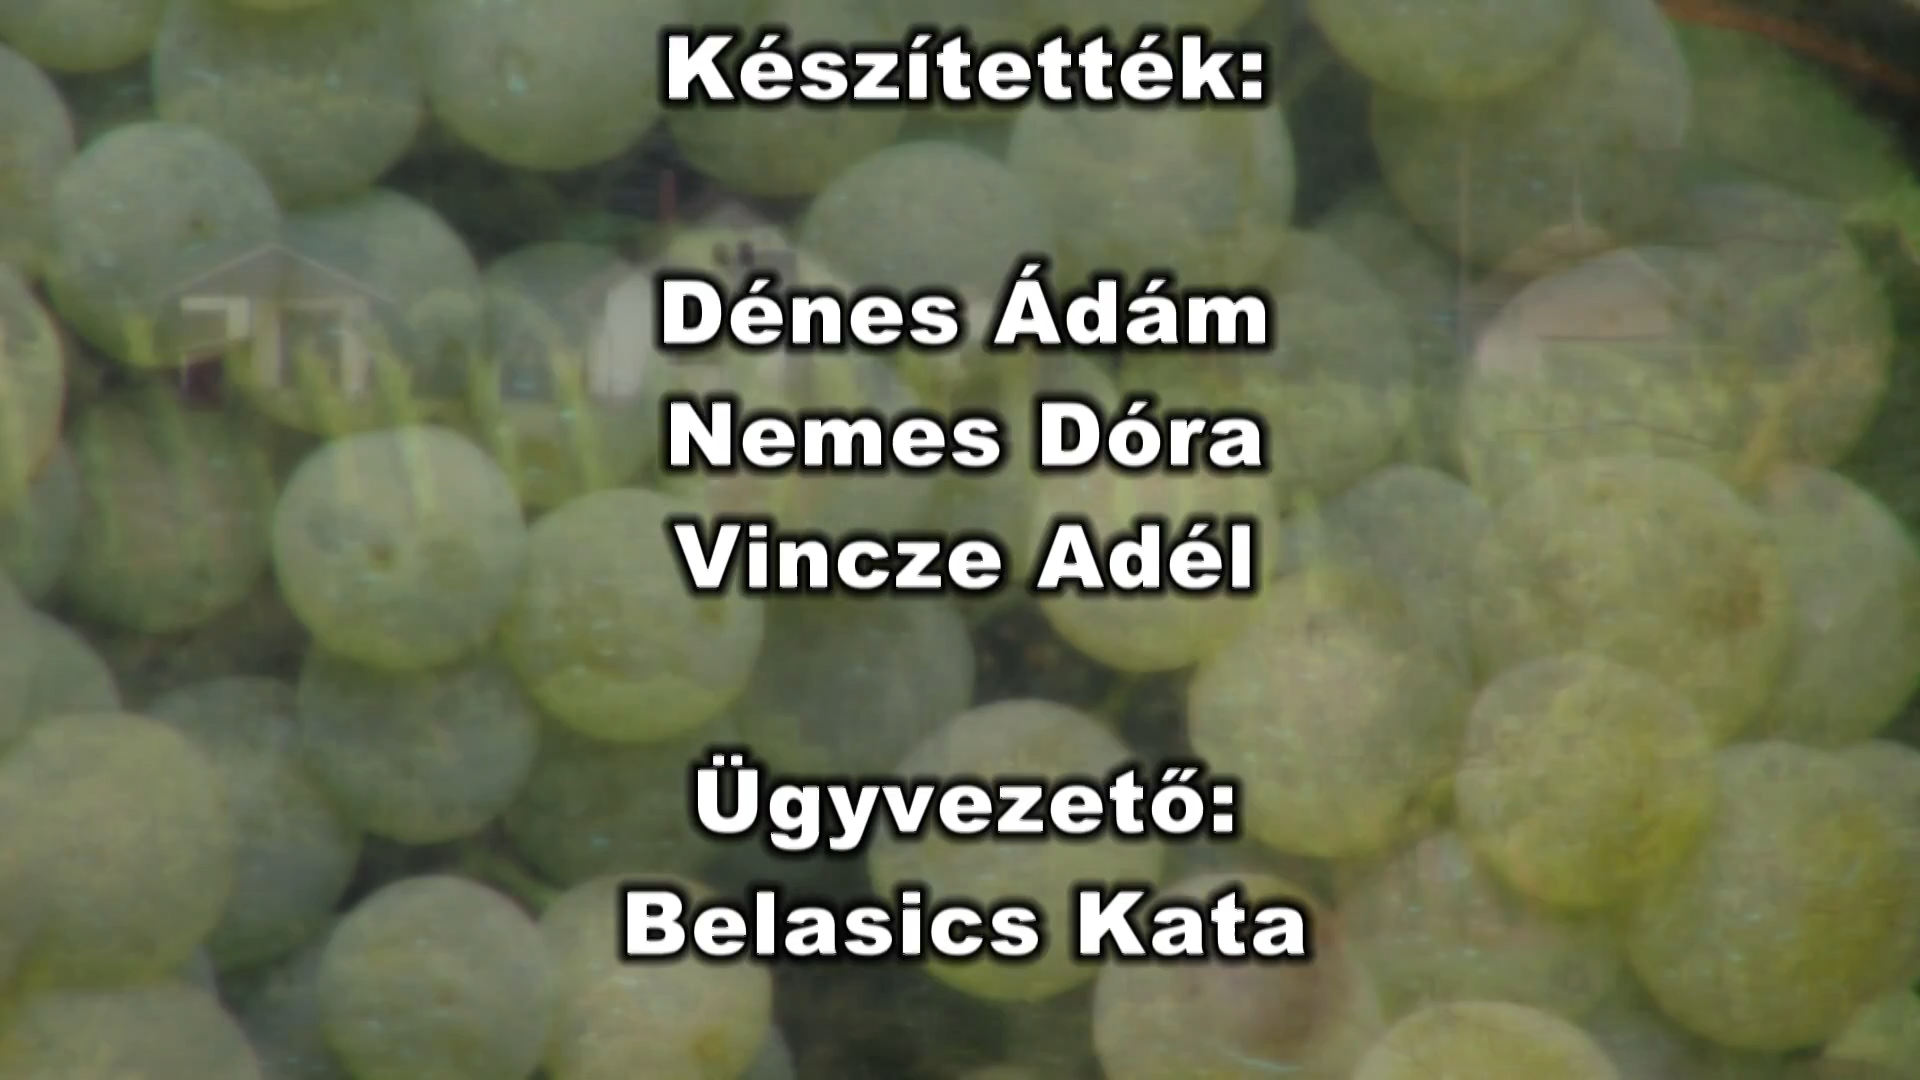 Készítették:
Dénes Ádám
Nemes Dóra
Vincze Adél
Ügyvezető:
Belasics Kata